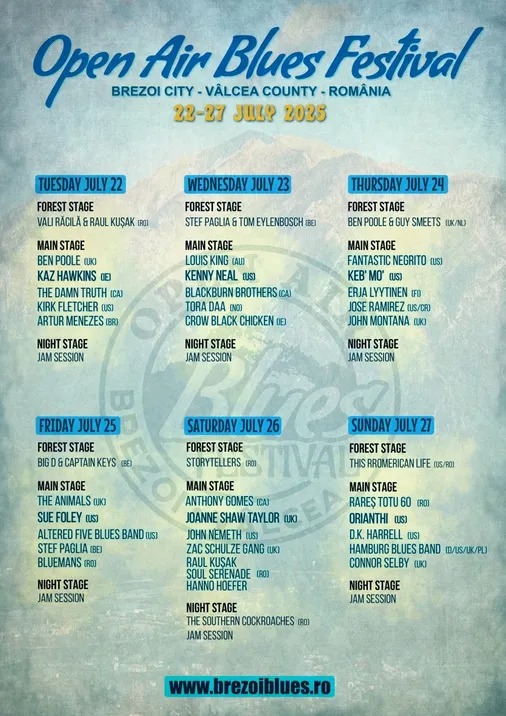 Open Air Blues Festival
BREZOI CITY - VÂLCEA COUNTY - ROMÂNIA
22-27 JULY 2025
TUESDAY JULY 22
FOREST STAGE
VALI RĂCILĂ & RAUL KUŞAK (RO)
MAIN STAGE
BEN POOLE (UK)
KAZ HAWKINS (IE)
THE DAMN TRUTH (CA)
KIRK FLETCHER (US)
ARTUR MENEZES (BR)
NIGHT STAGE
JAM SESSION
WEDNESDAY JULY 23
FOREST STAGE
STEF PAGLIA & TOM EYLENBOSCH (BE)
MAIN STAGE
LOUIS KING (AU)
KENNY NEAL (US)
BLACKBURN BROTHERS (CA)
TORA DAA (NO)
CROW BLACK CHICKEN (IE)
NIGHT STAGE
JAM SESSION
THURSDAY JULY 24
FOREST STAGE
BEN POOLE & GUY SMEETS (UK/NL)
MAIN STAGE
FANTASTIC NEGRITO (US)
KEB' MO' (US)
ERJA LYYTINEN (FI)
JOSE RAMIREZ (US/CR)
JOHN MONTANA (UK)
NIGHT STAGE
JAM SESSION
FRIDAY JULY 25
FOREST STAGE
BIG D & CAPTAIN KEYS (BE)
MAIN STAGE
THE ANIMALS (UK)
SUE FOLEY (US)
ALTERED FIVE BLUES BAND (US)
STEF PAGLIA (BE)
BLUEMANS (RO)
NIGHT STAGE
JAM SESSION
SATURDAY JULY 26
FOREST STAGE
STORYTELLERS (RO)
MAIN STAGE
ANTHONY GOMES (CA)
JOANNE SHAW TAYLOR (UK)
JOHN NEMETH (US)
ZAC SCHULZE GANG (UK)
RAUL KUŞAK
SOUL SERENADE (RO)
HANNO HOEFER
NIGHT STAGE
THE SOUTHERN COCKROACHES (RO)
JAM SESSION
SUNDAY JULY 27
FOREST STAGE
THIS RROMERICAN LIFE (US/RO)
MAIN STAGE
RAREŞ TOTU 60 (RO)
ORIANTHI (US)
D.K. HARRELL (US)
HAMBURG BLUES BAND (D/US/UK/PL)
CONNOR SELBY (UK)
NIGHT STAGE
JAM SESSION
OPEN AIR
Blues
FESTIVAL
www.brezoiblues.ro